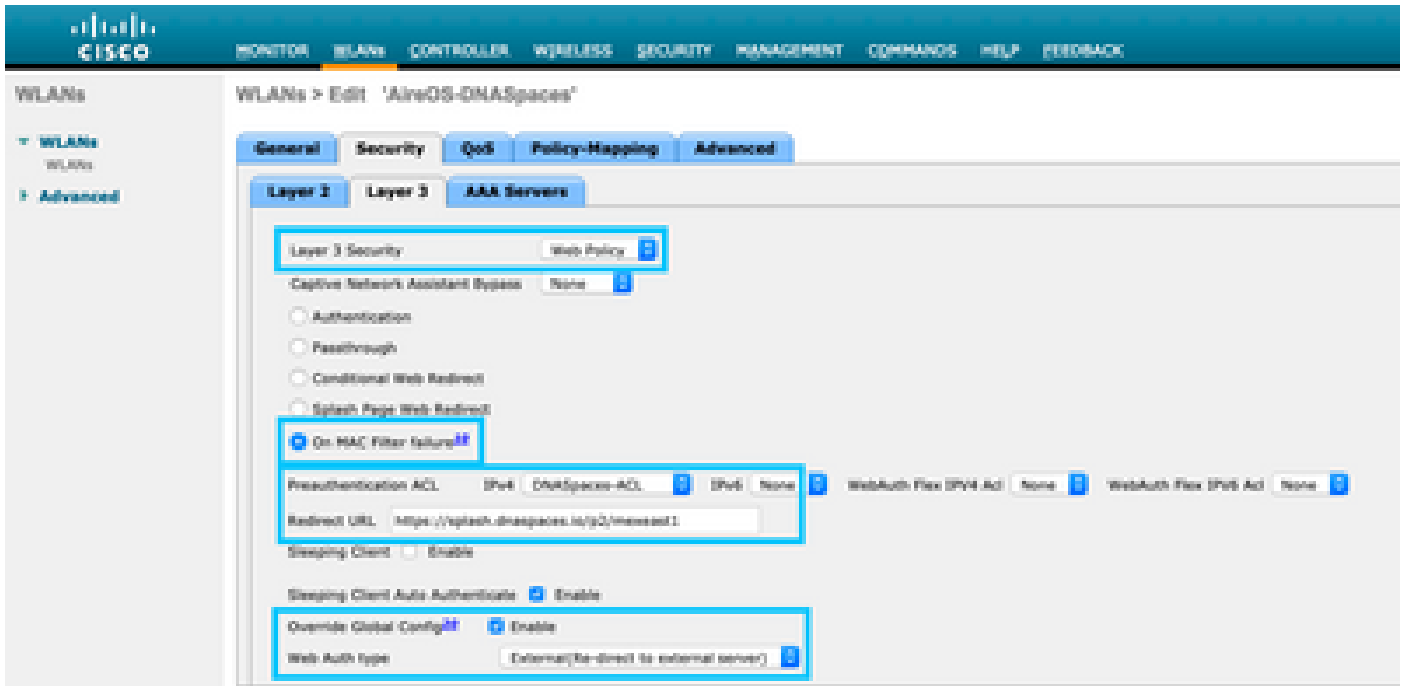 CISCO
MONITOR WLANs CONTROLLER WIRELESS SECURITY MANAGEMENT COMMANDS HELP FEEDBACK
WLANs
WLANs > Edit 'AireOS-DNASpaces'
WLANs
WLANs
Advanced
General Security QoS Policy-Mapping Advanced
Layer 2 Layer 3 AAA Servers
Layer 3 Security Web Policy
Captive Network Assistant Bypass None
Authentication
Passthrough
Conditional Web Redirect
Splash Page Web Redirect
On MAC Filter failure
Preauthentication ACL IPv4 DNASpaces-ACL IPv6 None WebAuth Flex IPV4 Acl None WebAuth Flex IPV6 Acl None
Redirect URL https://splash.dnaspaces.io/p2/mexeast1
Sleeping Client Enable
Sleeping Client Auto Authenticate Enable
Override Global Config Enable
Web Auth type External(Re-direct to external server)